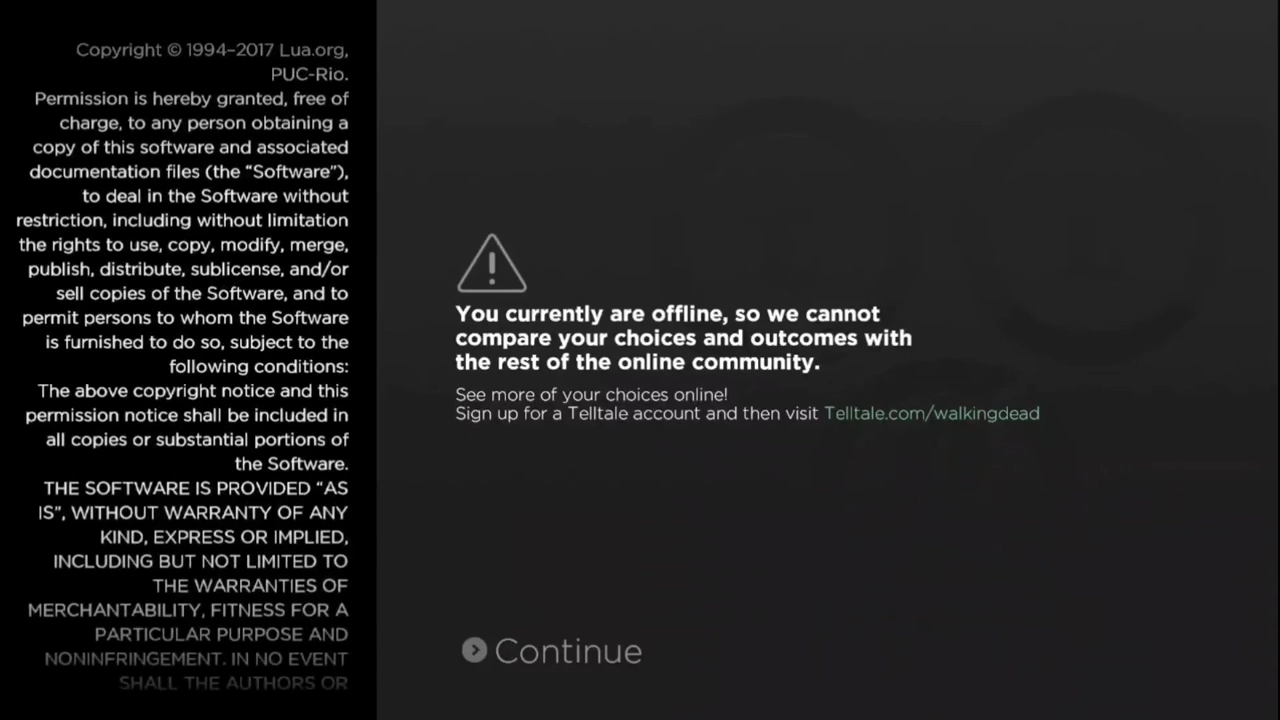 Copyright © 1994–2017 Lua.org,
PUC-Rio.
Permission is hereby granted, free of
charge, to any person obtaining a
copy of this software and associated
documentation files (the “Software”),
to deal in the Software without
restriction, including without limitation
the rights to use, copy, modify, merge,
publish, distribute, sublicense, and/or
sell copies of the Software, and to
permit persons to whom the Software
is furnished to do so, subject to the
following conditions:
The above copyright notice and this
permission notice shall be included in
all copies or substantial portions of
the Software.
THE SOFTWARE IS PROVIDED “AS
IS”, WITHOUT WARRANTY OF ANY
KIND, EXPRESS OR IMPLIED,
INCLUDING BUT NOT LIMITED TO
THE WARRANTIES OF
MERCHANTABILITY, FITNESS FOR A
PARTICULAR PURPOSE AND
NONINFRINGEMENT. IN NO EVENT
SHALL THE AUTHORS OR
You currently are offline, so we cannot
compare your choices and outcomes with
the rest of the online community.
See more of your choices online!
Sign up for a Telltale account and then visit Telltale.com/walkingdead
Continue